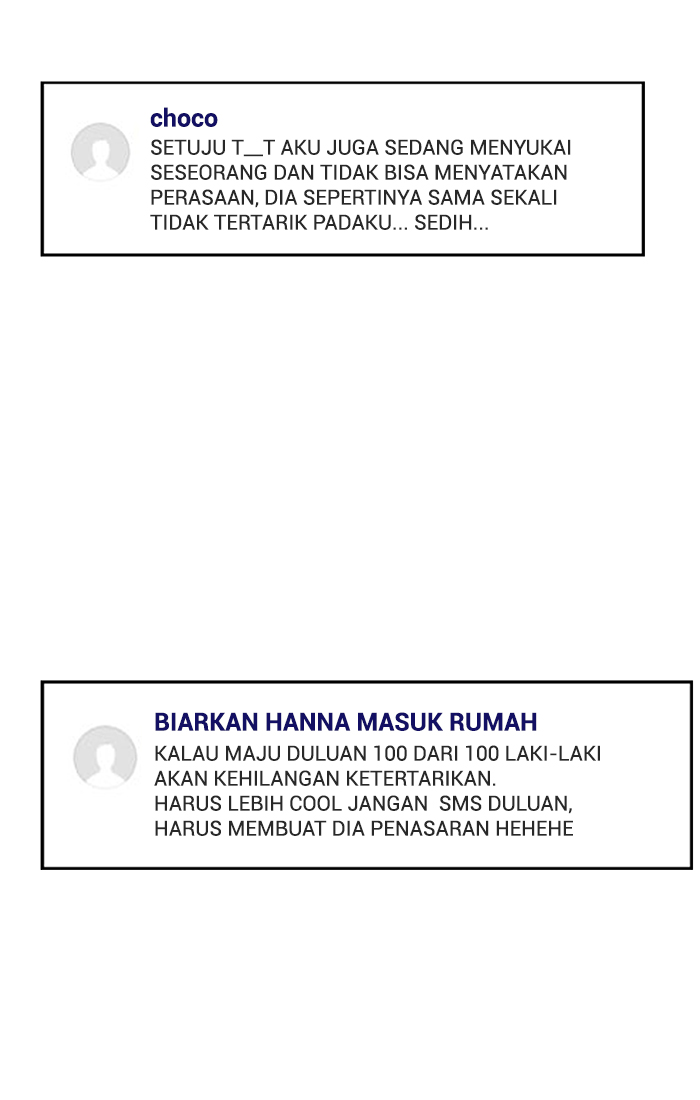 choco
SETUJU T__T AKU JUGA SEDANG MENYUKAI
SESEORANG DAN TIDAK BISA MENYATAKAN
PERASAAN, DIA SEPERTINYA SAMA SEKALI
TIDAK TERTARIK PADAKU... SEDIH...
BIARKAN HANNA MASUK RUMAH
KALAU MAJU DULUAN 100 DARI 100 LAKI-LAKI
AKAN KEHILANGAN KETERTARIKAN.
HARUS LEBIH COOL JANGAN  SMS DULUAN,
HARUS MEMBUAT DIA PENASARAN HEHEHE